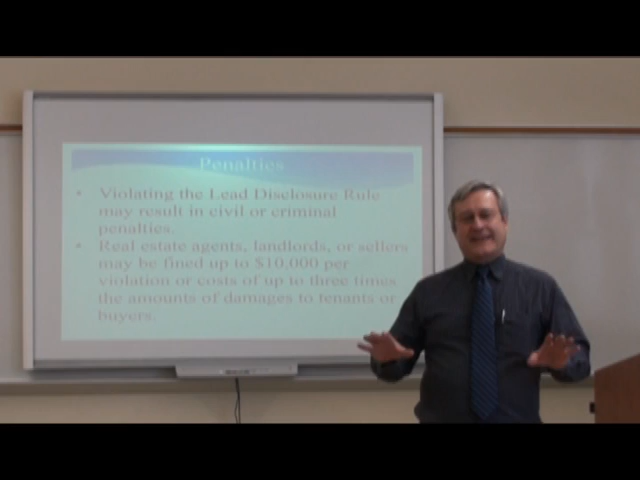 Penalties
• Violating the Lead Disclosure Rule
may result in civil or criminal
penalties.
• Real estate agents, landlords, or sellers
may be fined up to $10,000 per
violation or costs of up to three times
the amounts of damages to tenants or
buyers.